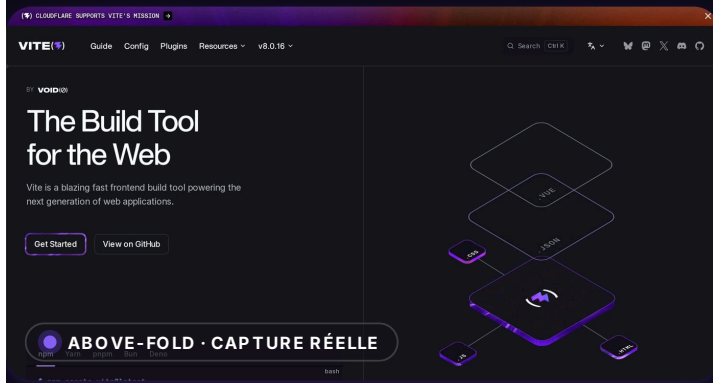 CLOUDFLARE SUPPORTS VITE'S MISSION
VITE
Guide
Config
Plugins
Resources
v8.0.16
Search
Ctrl K
BY VOID(0)
The Build Tool
for the Web
Vite is a blazing fast frontend build tool powering the
next generation of web applications.
Get Started
View on GitHub
.VUE
.JSON
.CSS
.JS
.HTML
ABOVE-FOLD · CAPTURE RÉELLE
npm
Yarn
pnpm
Bun
Deno
bash